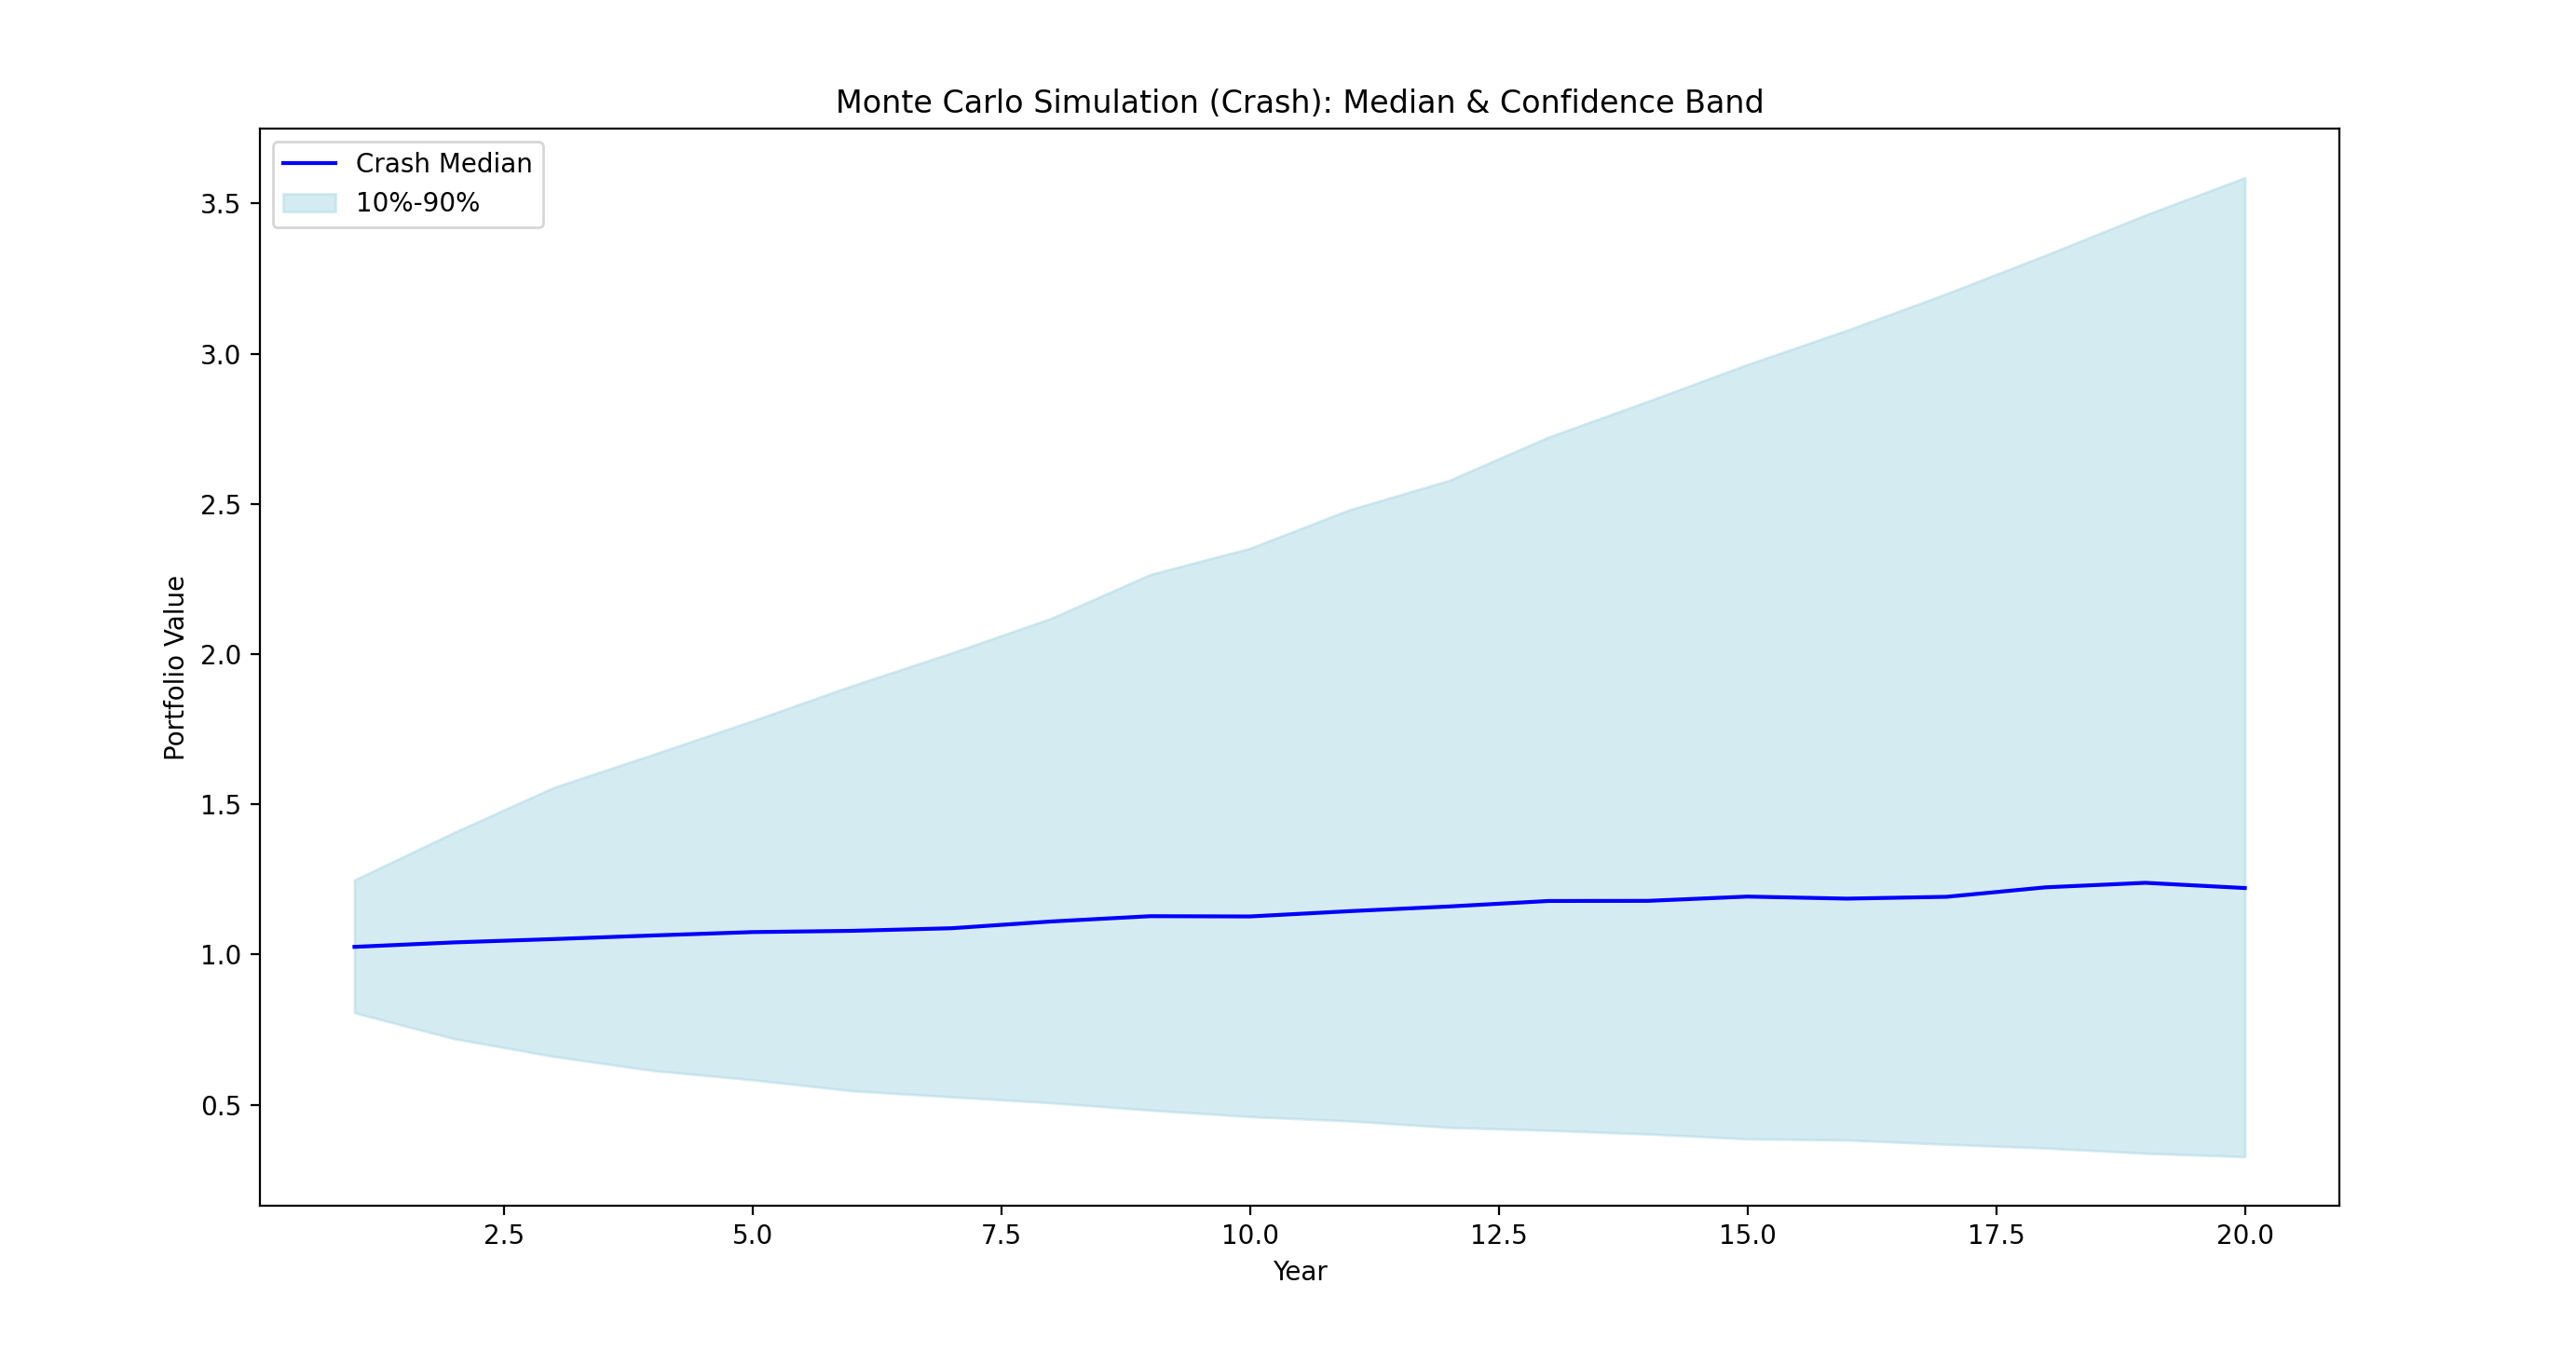 Monte Carlo Simulation (Crash): Median & Confidence Band
Crash Median
10%-90%
3.5
3.0
2.5
2.0
1.5
1.0
0.5
Portfolio Value
2.5 5.0 7.5 10.0 12.5 15.0 17.5 20.0
Year